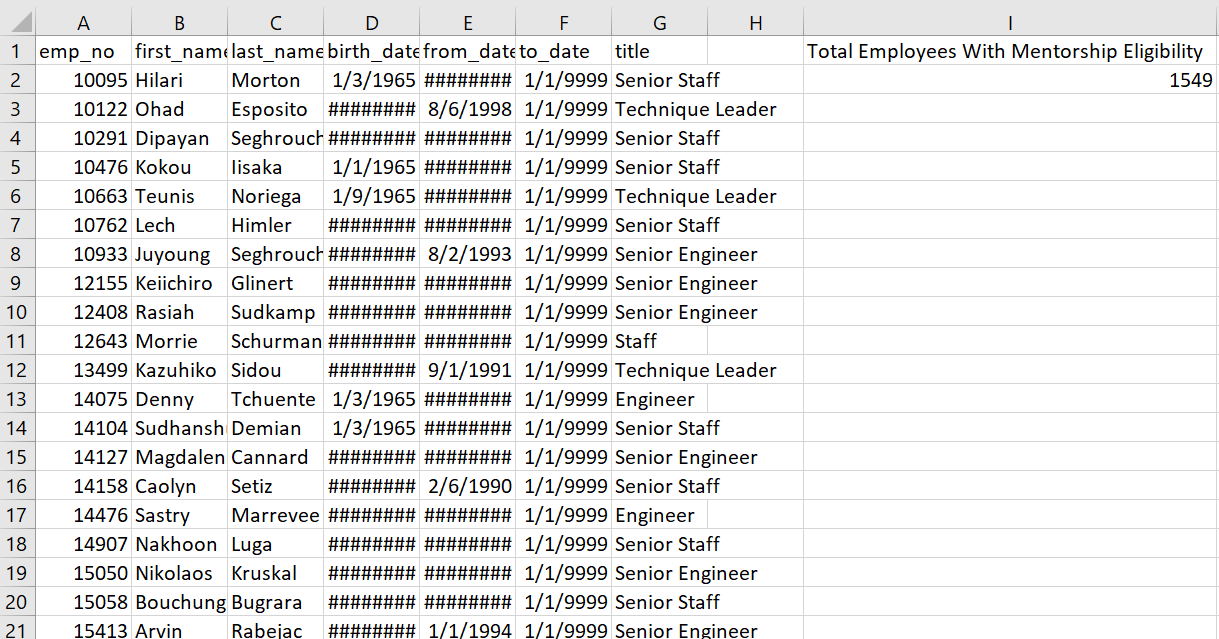 A B C D E F G H I
1 emp_no first_name last_name birth_date from_date to_date title Total Employees With Mentorship Eligibility
2 10095 Hilari Morton 1/3/1965 ######## 1/1/9999 Senior Staff 1549
3 10122 Ohad Esposito ######## 8/6/1998 1/1/9999 Technique Leader
4 10291 Dipayan Seghrouch ######## ######## 1/1/9999 Senior Staff
5 10476 Kokou Iisaka 1/1/1965 ######## 1/1/9999 Senior Staff
6 10663 Teunis Noriega 1/9/1965 ######## 1/1/9999 Technique Leader
7 10762 Lech Himler ######## ######## 1/1/9999 Senior Staff
8 10933 Juyoung Seghrouch ######## 8/2/1993 1/1/9999 Senior Engineer
9 12155 Keiichiro Glinert ######## ######## 1/1/9999 Senior Engineer
10 12408 Rasiah Sudkamp ######## ######## 1/1/9999 Senior Engineer
11 12643 Morrie Schurman ######## ######## 1/1/9999 Staff
12 13499 Kazuhiko Sidou ######## 9/1/1991 1/1/9999 Technique Leader
13 14075 Denny Tchuente 1/3/1965 ######## 1/1/9999 Engineer
14 14104 Sudhansh Demian 1/3/1965 ######## 1/1/9999 Senior Staff
15 14127 Magdalen Cannard ######## ######## 1/1/9999 Senior Engineer
16 14158 Caolyn Setiz ######## 2/6/1990 1/1/9999 Senior Staff
17 14476 Sastry Marrevee ######## ######## 1/1/9999 Engineer
18 14907 Nakhoon Luga ######## ######## 1/1/9999 Senior Staff
19 15050 Nikolaos Kruskal ######## ######## 1/1/9999 Senior Engineer
20 15058 Bouchung Bugrara ######## ######## 1/1/9999 Senior Staff
21 15413 Arvin Rabejac ######## 1/1/1994 1/1/9999 Senior Engineer